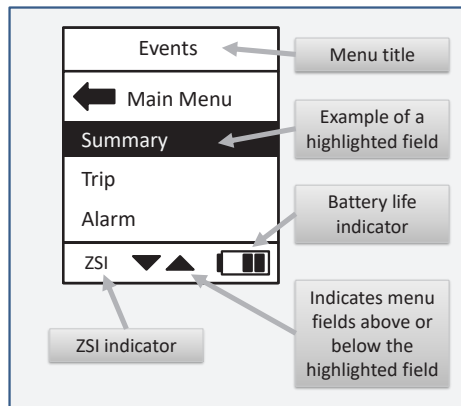 Events
Menu title
Main Menu
Example of a
highlighted field
Summary
Trip
Alarm
Battery life
indicator
ZSI
Indicates menu
fields above or
below the
highlighted field
ZSI indicator